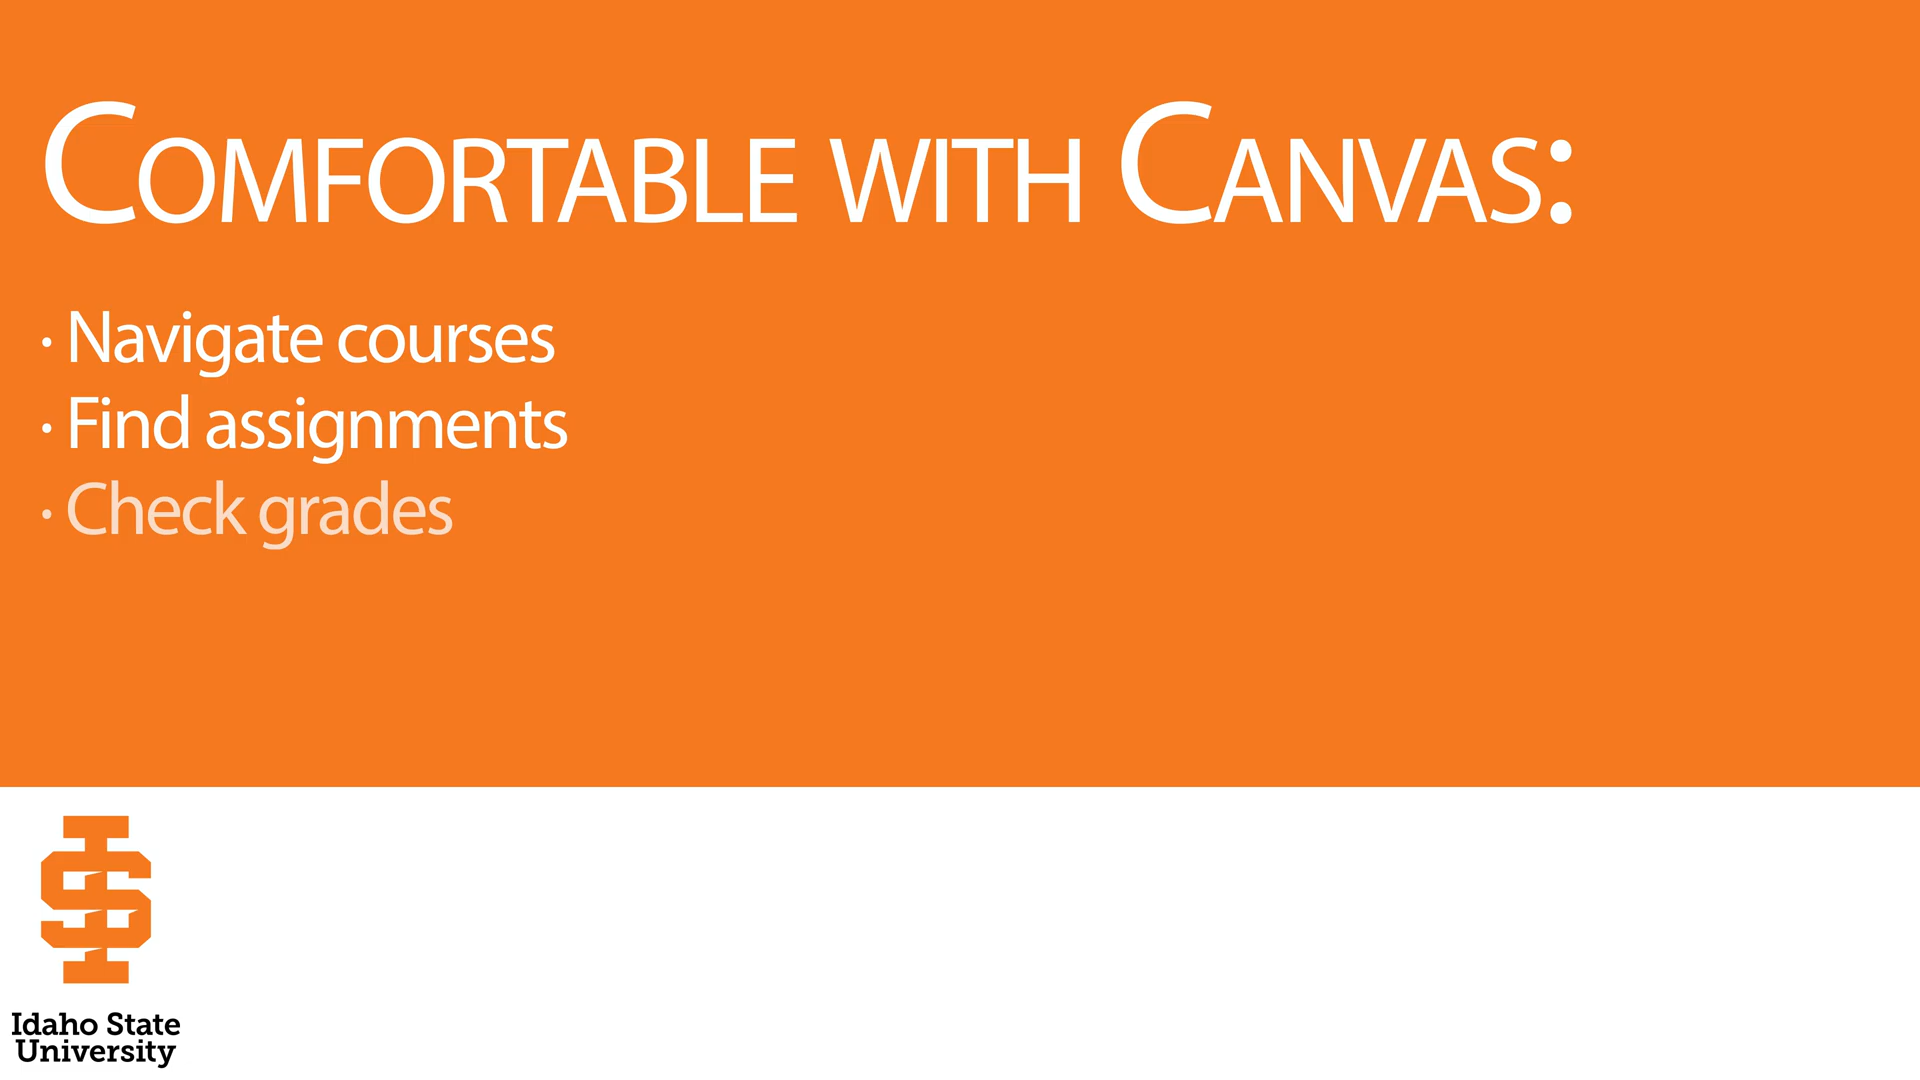 Comfortable with Canvas:
· Navigate courses
· Find assignments
· Check grades
Idaho State
University